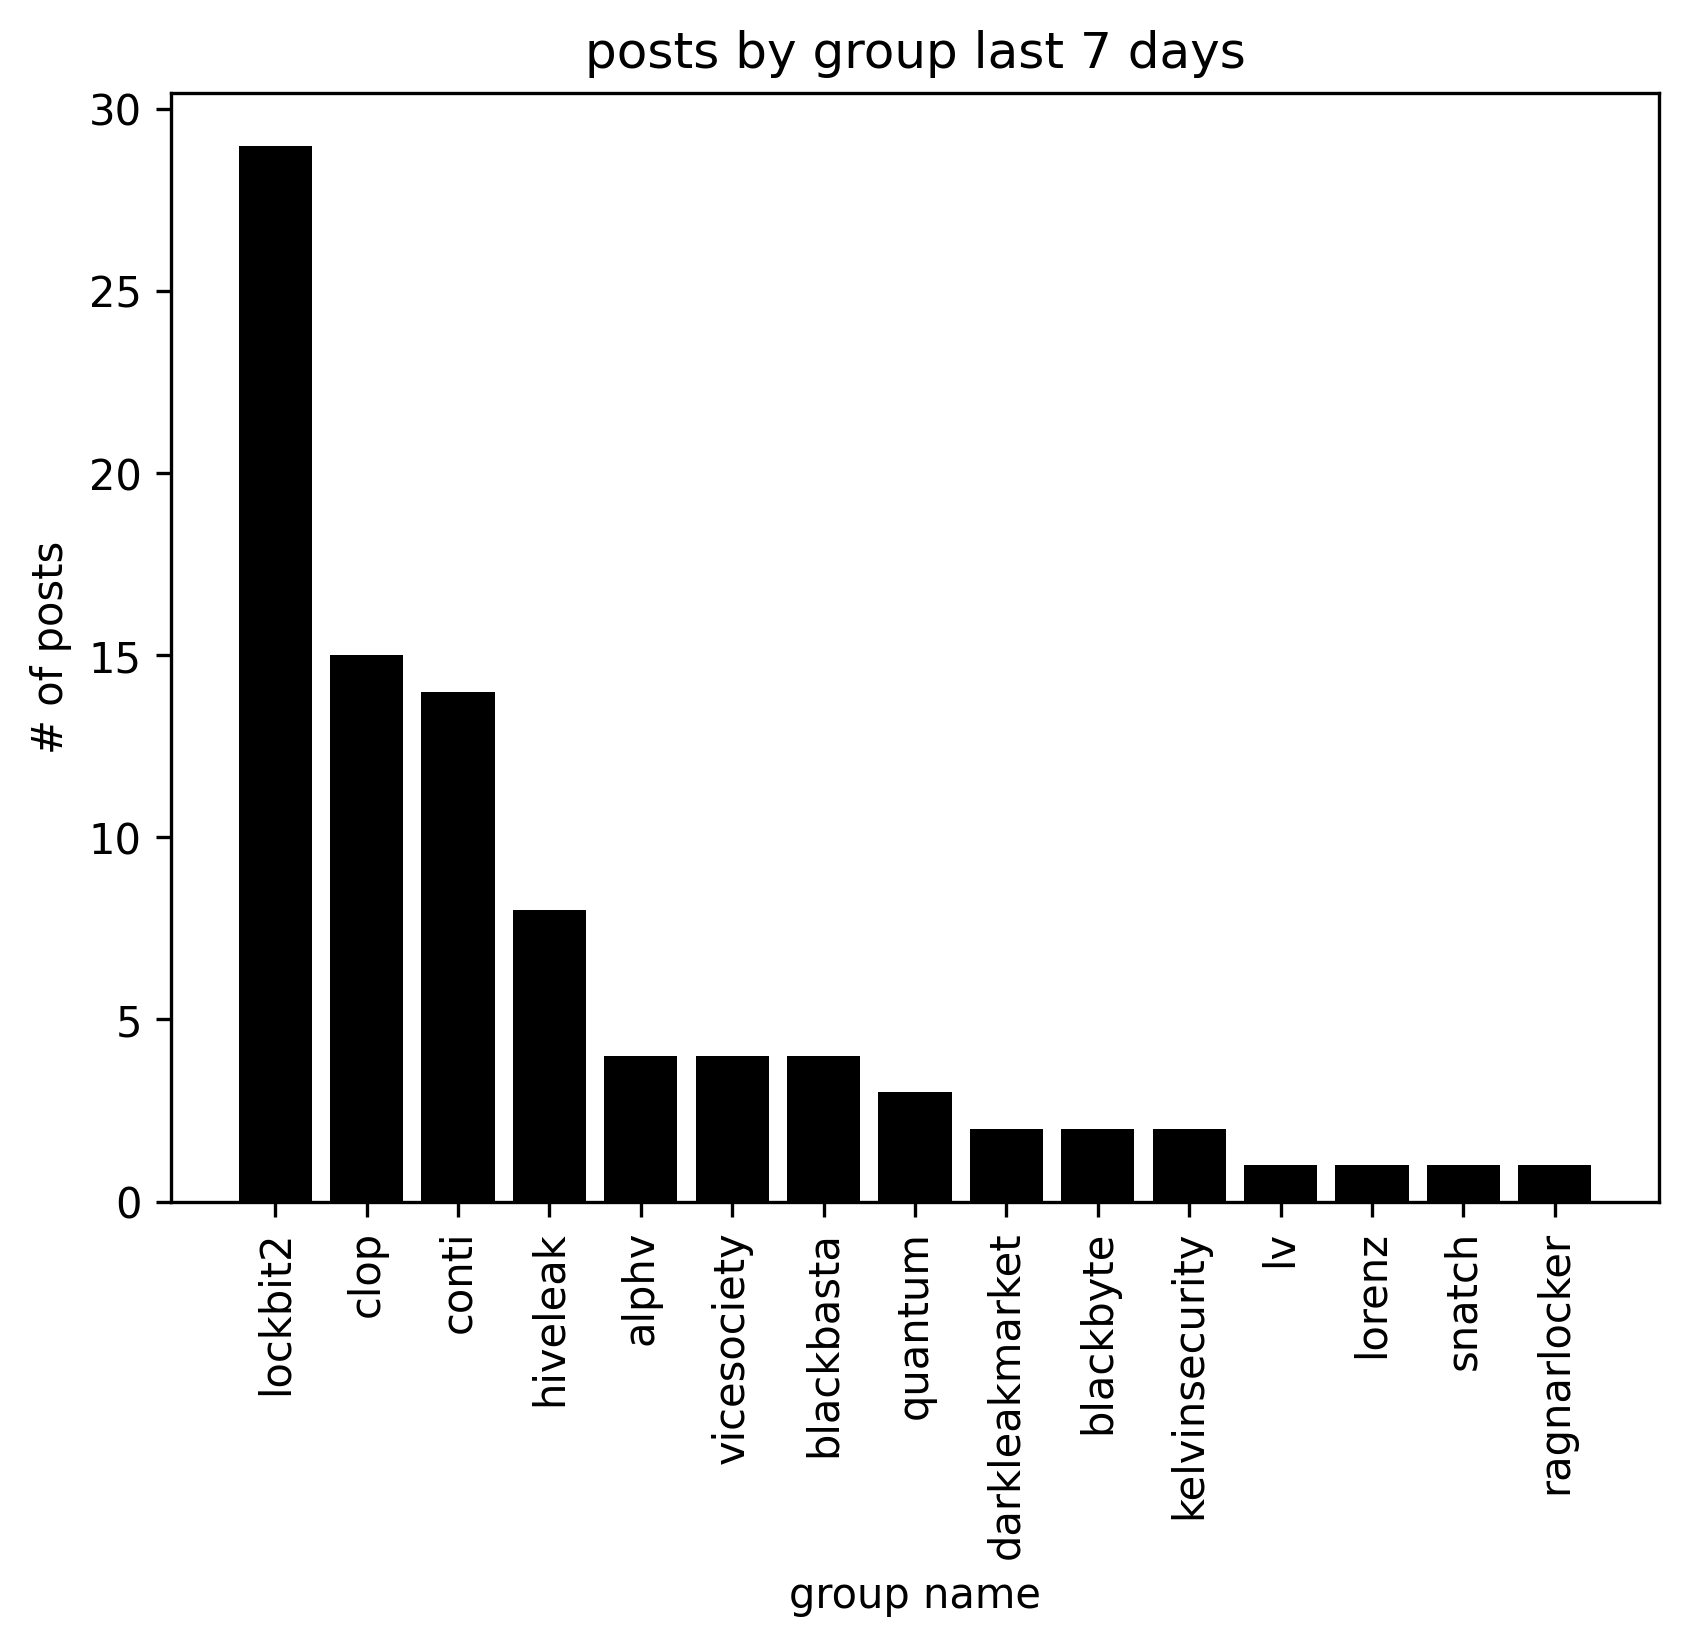 posts by group last 7 days
# of posts
30
25
20
15
10
5
0
lockbit2
clop
conti
hiveleak
alphv
vicesociety
blackbasta
quantum
darkleakmarket
blackbyte
kelvinsecurity
lv
lorenz
snatch
ragnarlocker
group name